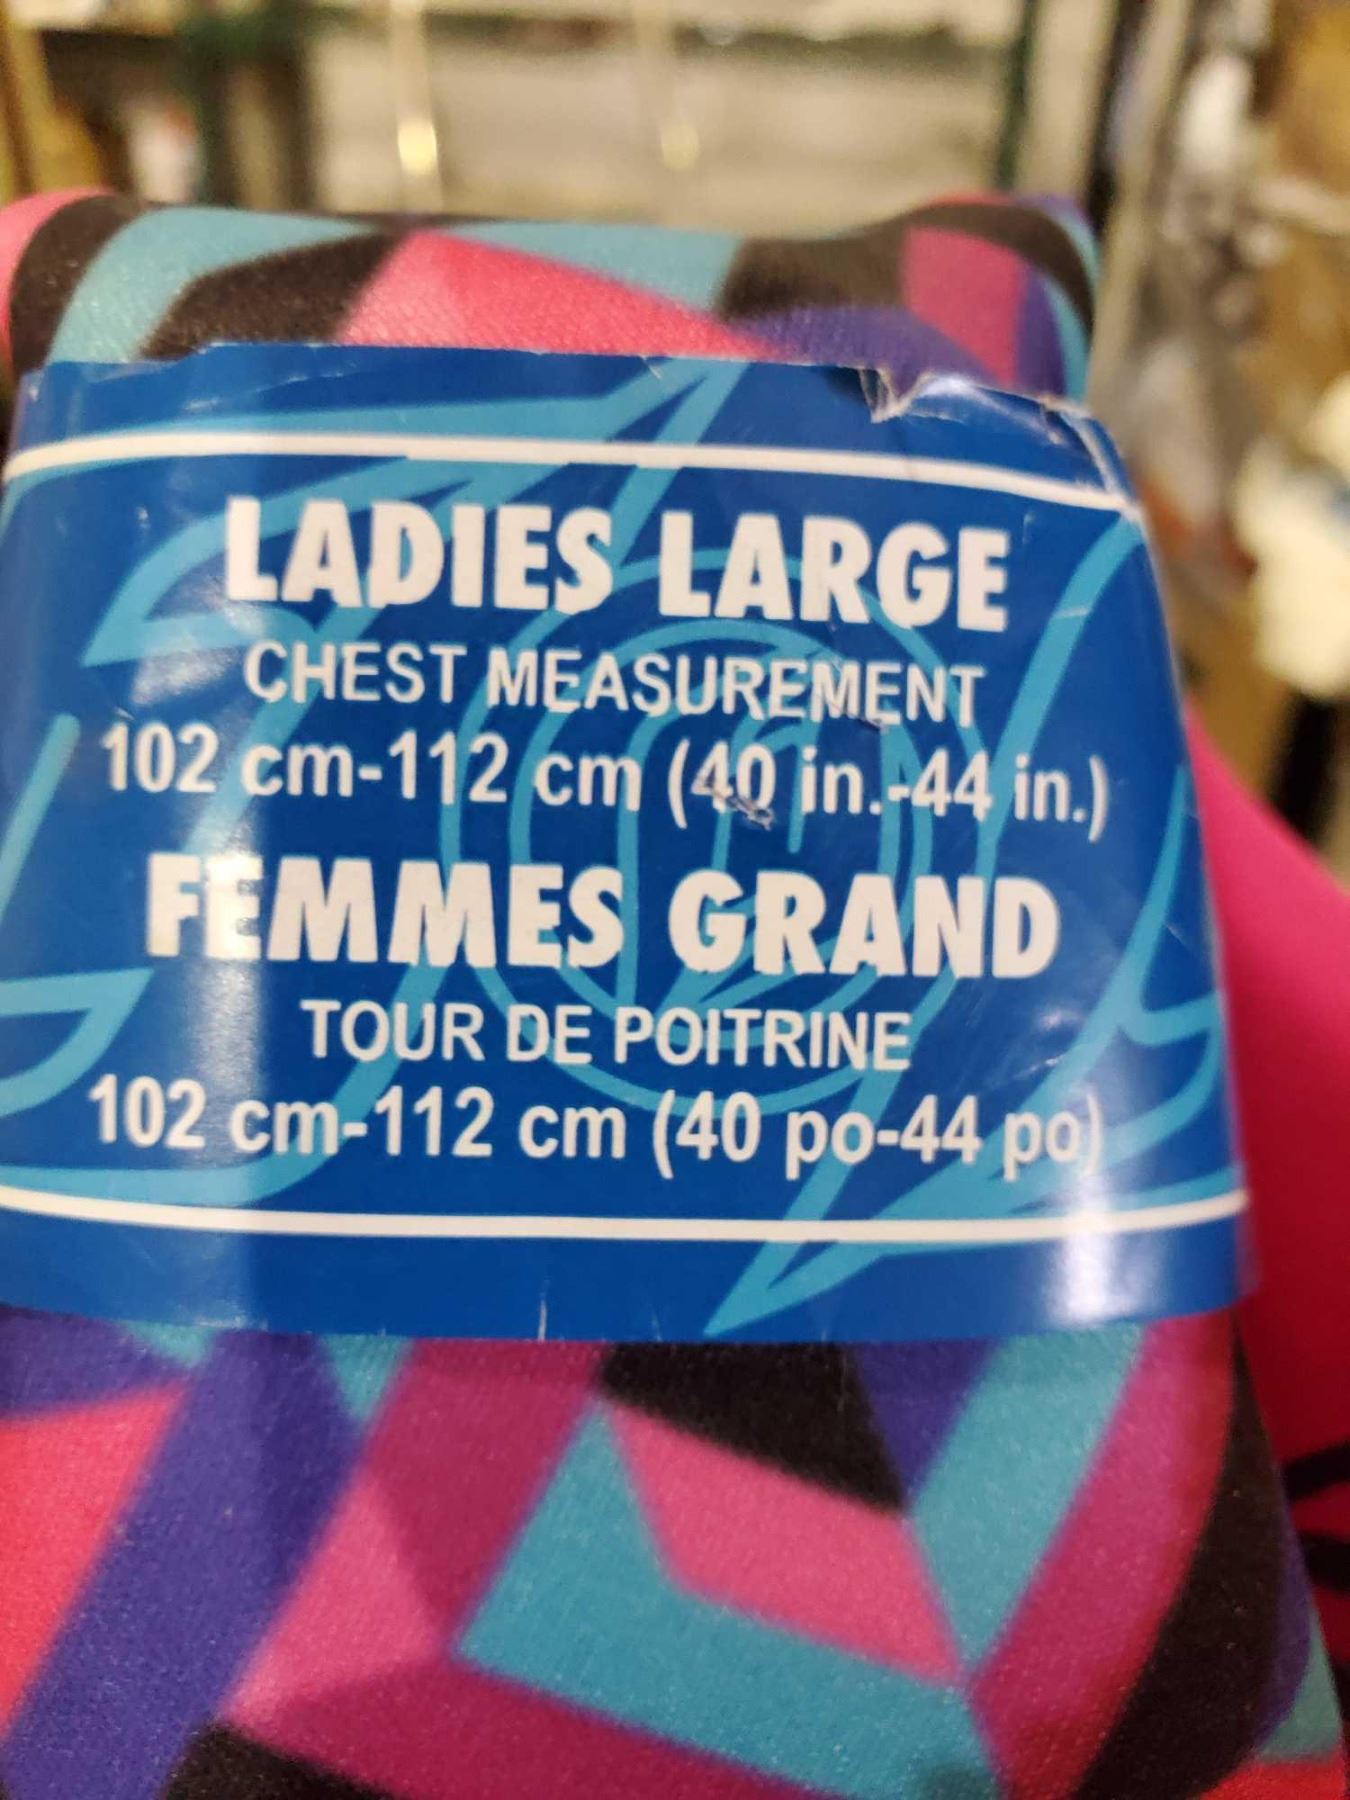 LADIES LARGE
CHEST MEASUREMENT
102 cm-112 cm (40 in.-44 in.)
FEMMES GRAND
TOUR DE POITRINE
102 cm-112 cm (40 po-44 po)